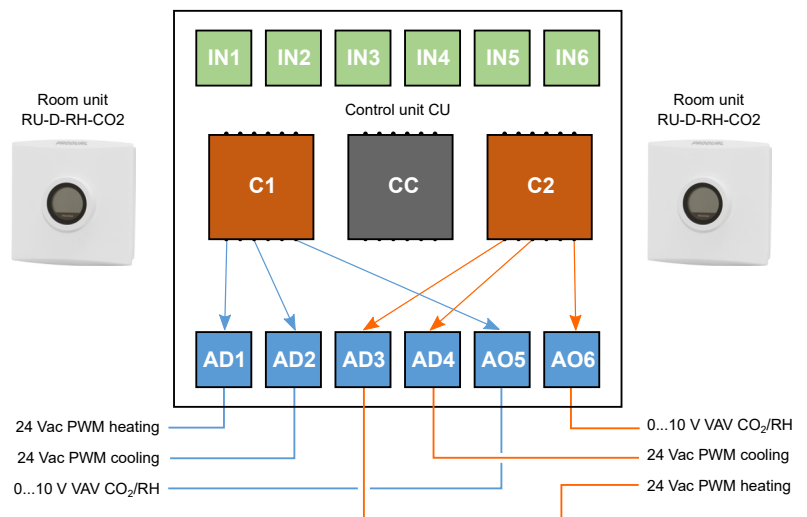 IN1 IN2 IN3 IN4 IN5 IN6
Room unit
RU-D-RH-CO2
Control unit CU
Room unit
RU-D-RH-CO2
C1 CC C2
AD1 AD2 AD3 AD4 AO5 AO6
24 Vac PWM heating
24 Vac PWM cooling
0...10 V VAV CO₂/RH
0...10 V VAV CO₂/RH
24 Vac PWM cooling
24 Vac PWM heating